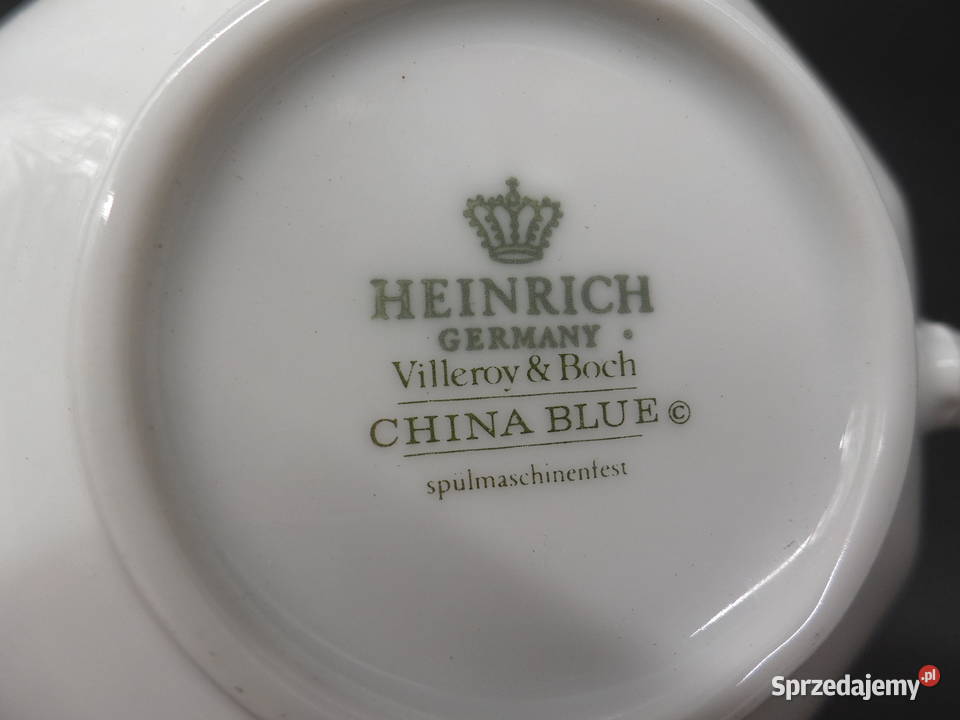 HEINRICH
GERMANY •
Villeroy & Boch
CHINA BLUE ©
spülmaschinenfest
Sprzedajemy.pl